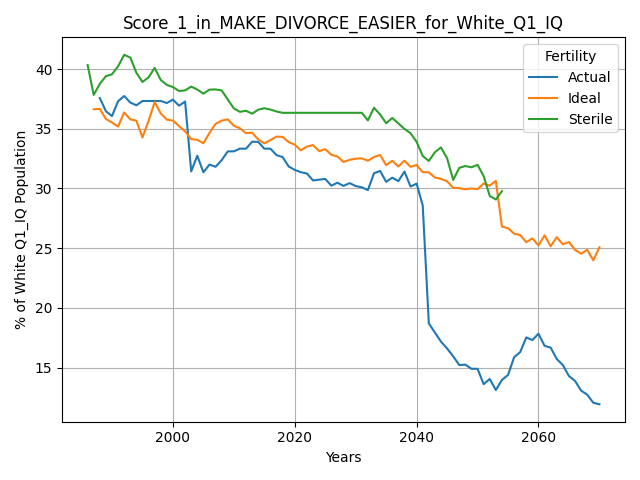 Score_1_in_MAKE_DIVORCE_EASIER_for_White_Q1_IQ
Fertility
Actual
Ideal
Sterile
% of White Q1_IQ Population
40
35
30
25
20
15
2000
2020
2040
2060
Years